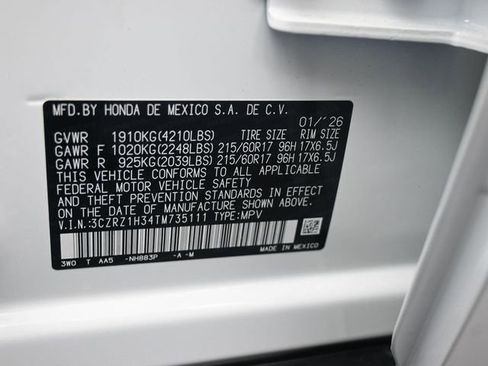 MFD.BY HONDA DE MEXICO S.A. DE C.V.
01/'26
GVWR 1910KG(4210LBS) TIRE SIZE RIM SIZE
GAWR F 1020KG(2248LBS) 215/60R17 96H 17X6.5J
GAWR R 925KG(2039LBS) 215/60R17 96H 17X6.5J
THIS VEHICLE CONFORMS TO ALL APPLICABLE
FEDERAL MOTOR VEHICLE SAFETY
AND THEFT PREVENTION STANDARDS IN EFFECT ON
THE DATE OF MANUFACTURE SHOWN ABOVE.
V.I.N.:3CZRZ1H34TM735111 TYPE:MPV
MADE IN MEXICO
3W0 T AA5 -NH883P -A -M